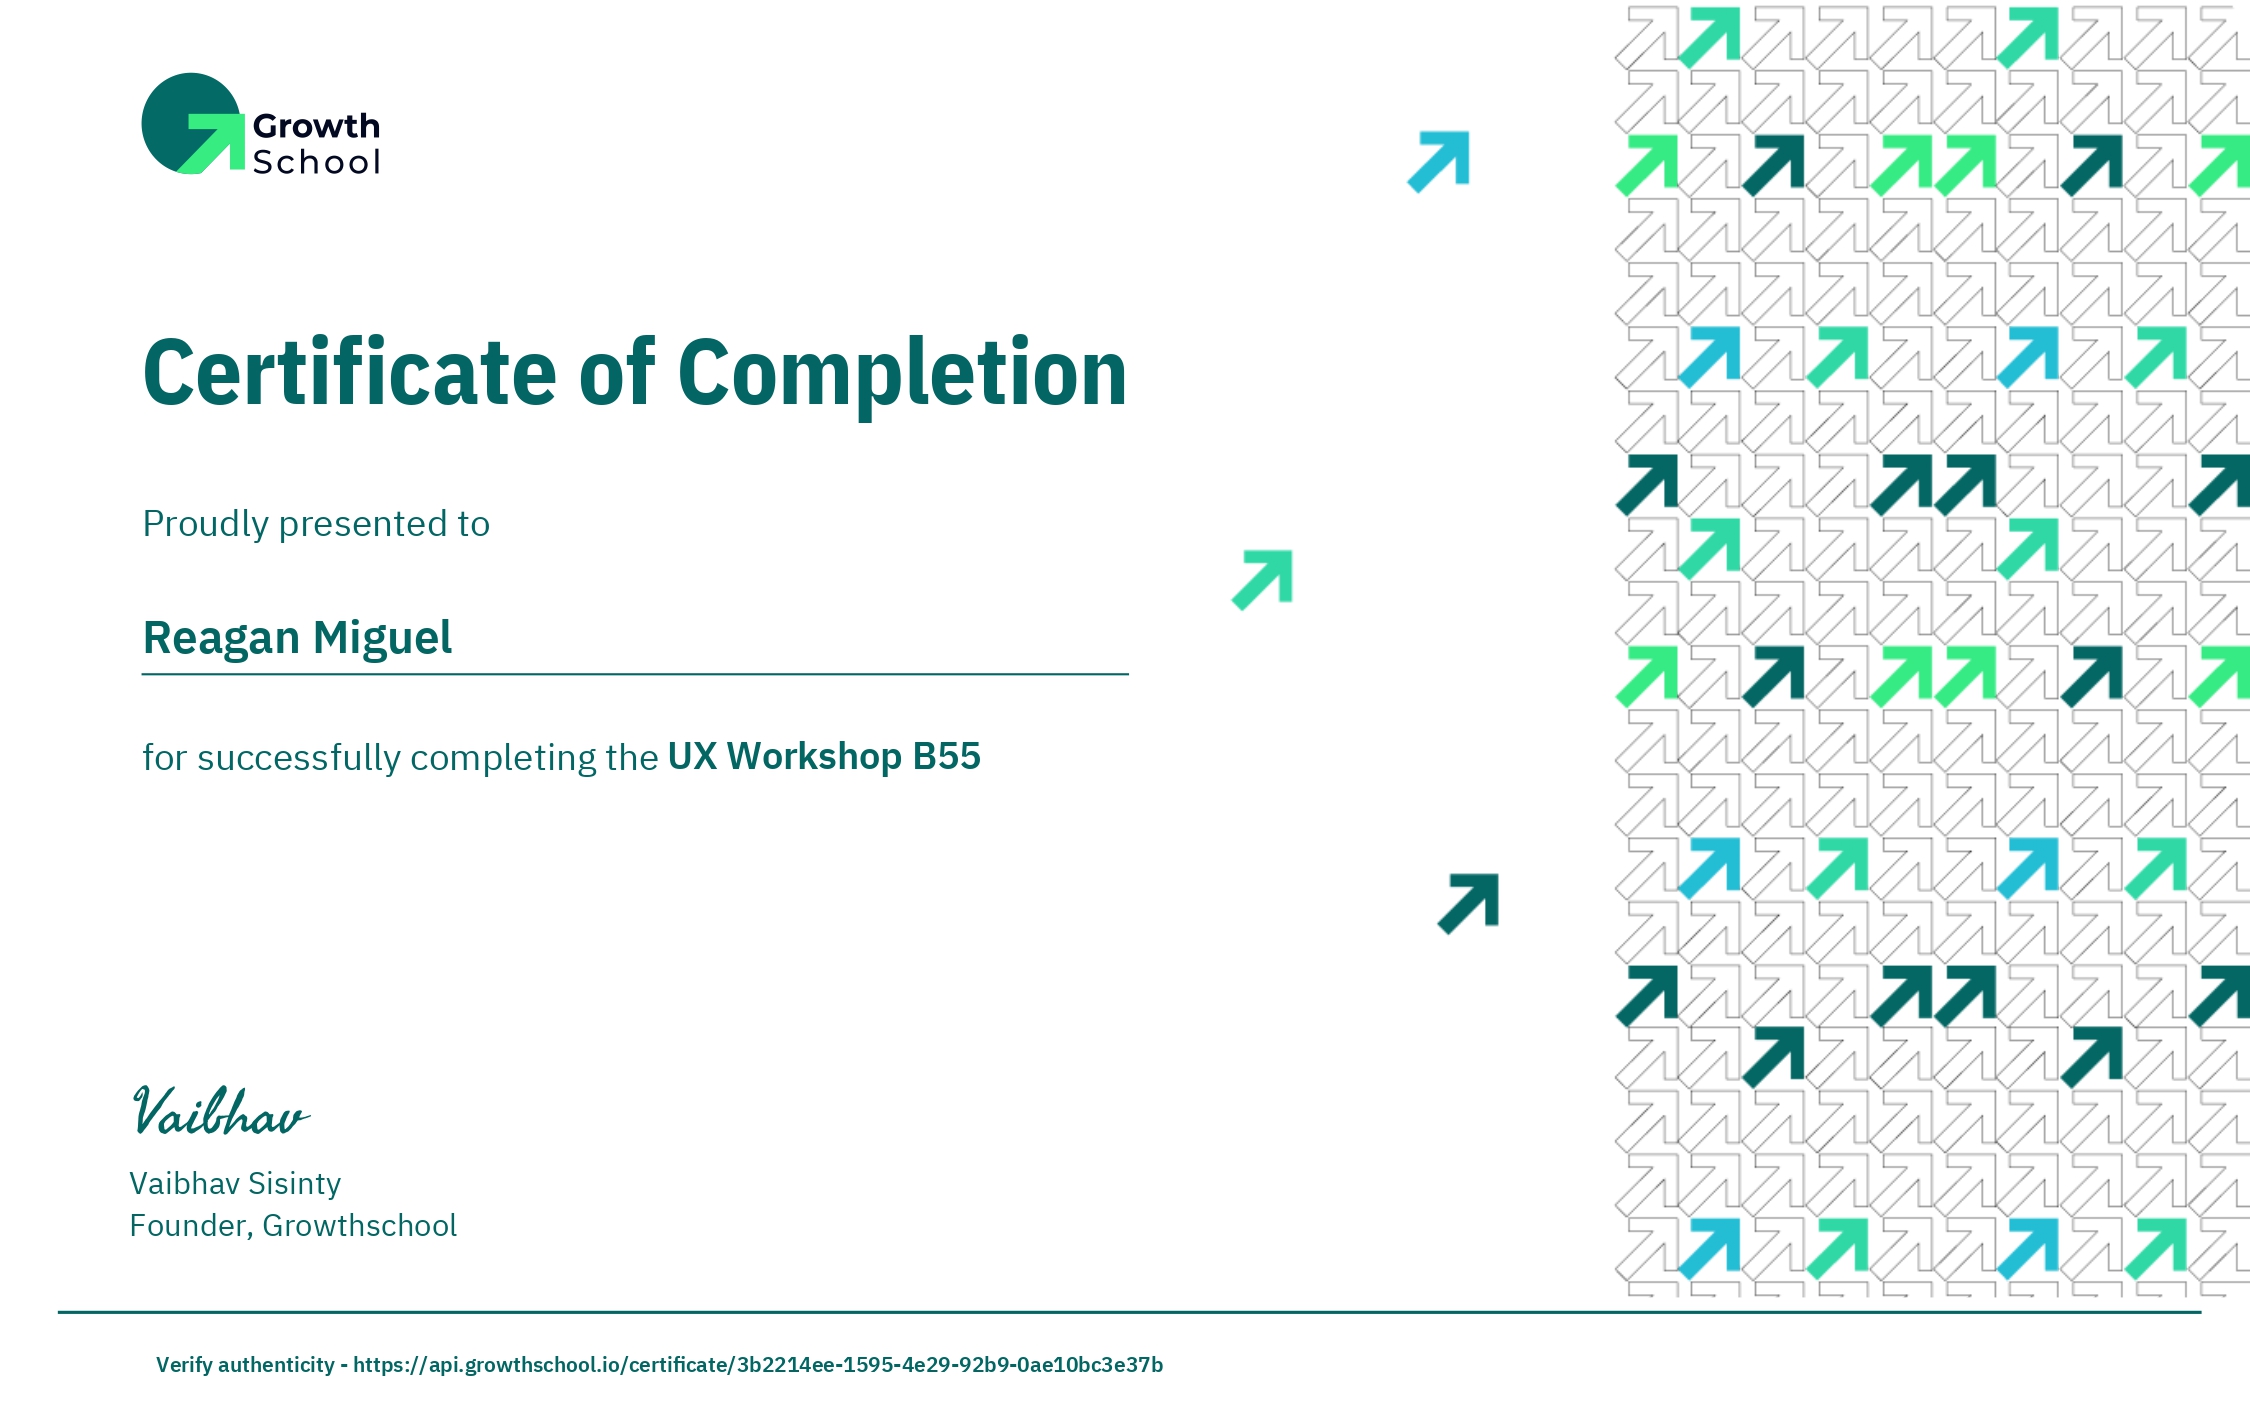 Growth
School
Certificate of Completion
Proudly presented to
Reagan Miguel
for successfully completing the UX Workshop B55
Vaibhav
Vaibhav Sisinty
Founder, Growthschool
Verify authenticity - https://api.growthschool.io/certificate/3b2214ee-1595-4e29-92b9-0ae10bc3e37b